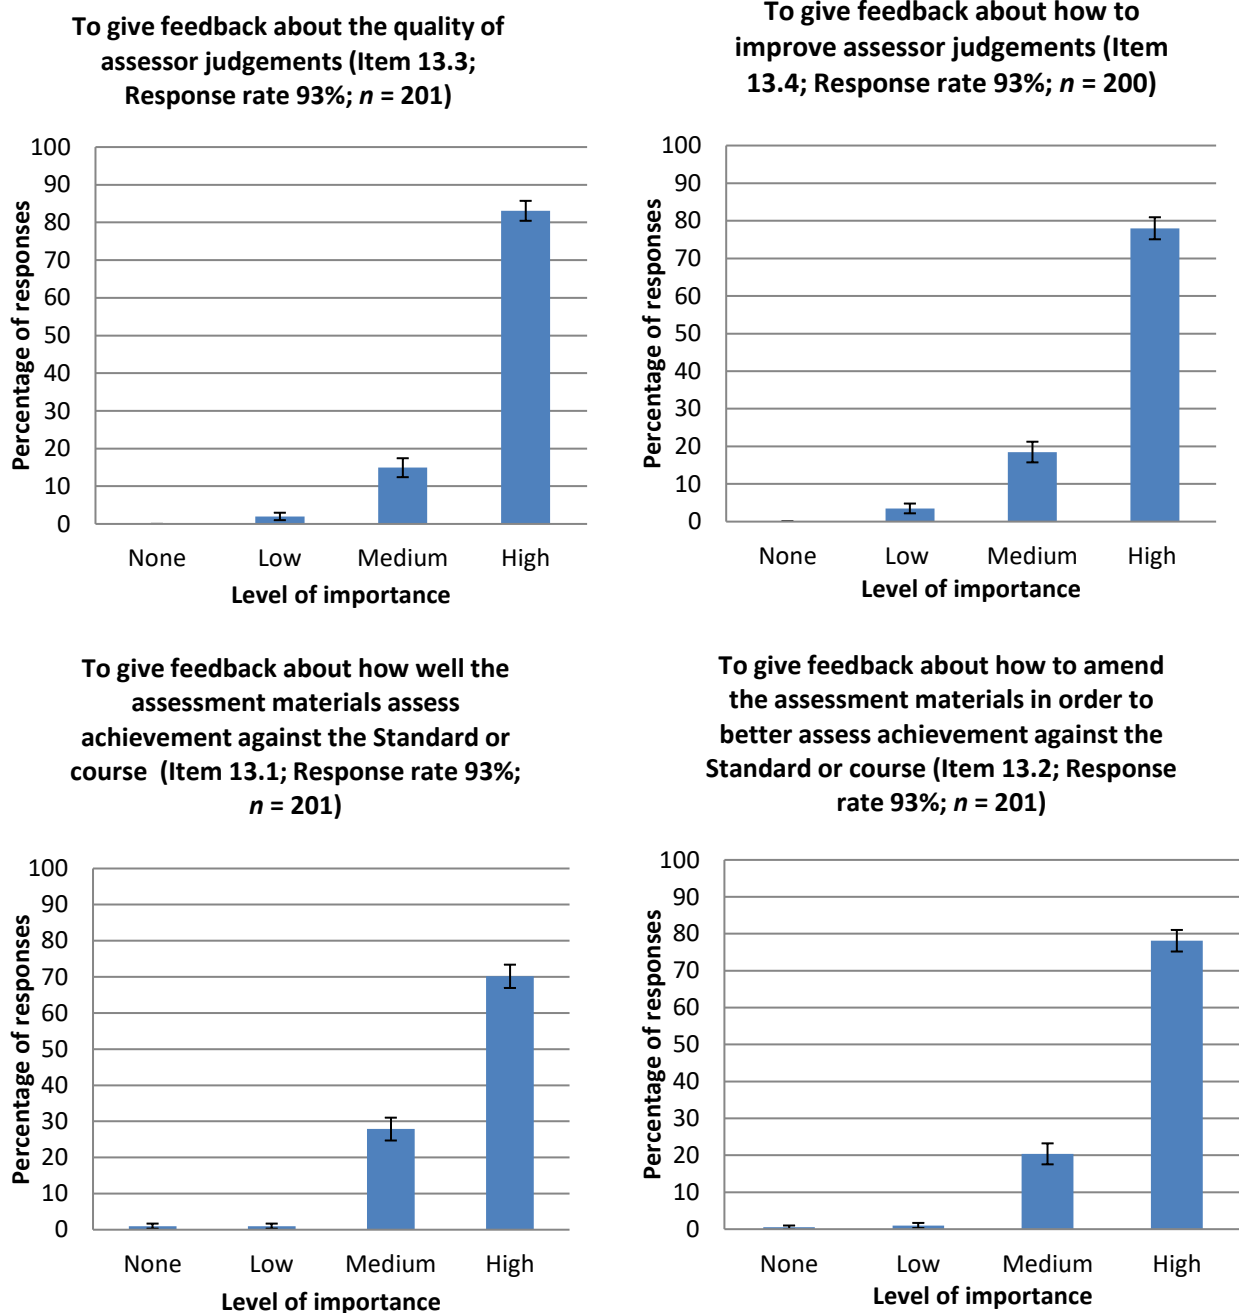 To give feedback about the quality of
assessor judgements (Item 13.3;
Response rate 93%; n = 201)
Percentage of responses
100
90
80
70
60
50
40
30
20
10
0
None Low Medium High
Level of importance
To give feedback about how to
improve assessor judgements (Item
13.4; Response rate 93%; n = 200)
Percentage of responses
100
90
80
70
60
50
40
30
20
10
0
None Low Medium High
Level of importance
To give feedback about how well the
assessment materials assess
achievement against the Standard or
course (Item 13.1; Response rate 93%;
n = 201)
Percentage of responses
100
90
80
70
60
50
40
30
20
10
0
None Low Medium High
Level of importance
To give feedback about how to amend
the assessment materials in order to
better assess achievement against the
Standard or course (Item 13.2; Response
rate 93%; n = 201)
Percentage of responses
100
90
80
70
60
50
40
30
20
10
0
None Low Medium High
Level of importance